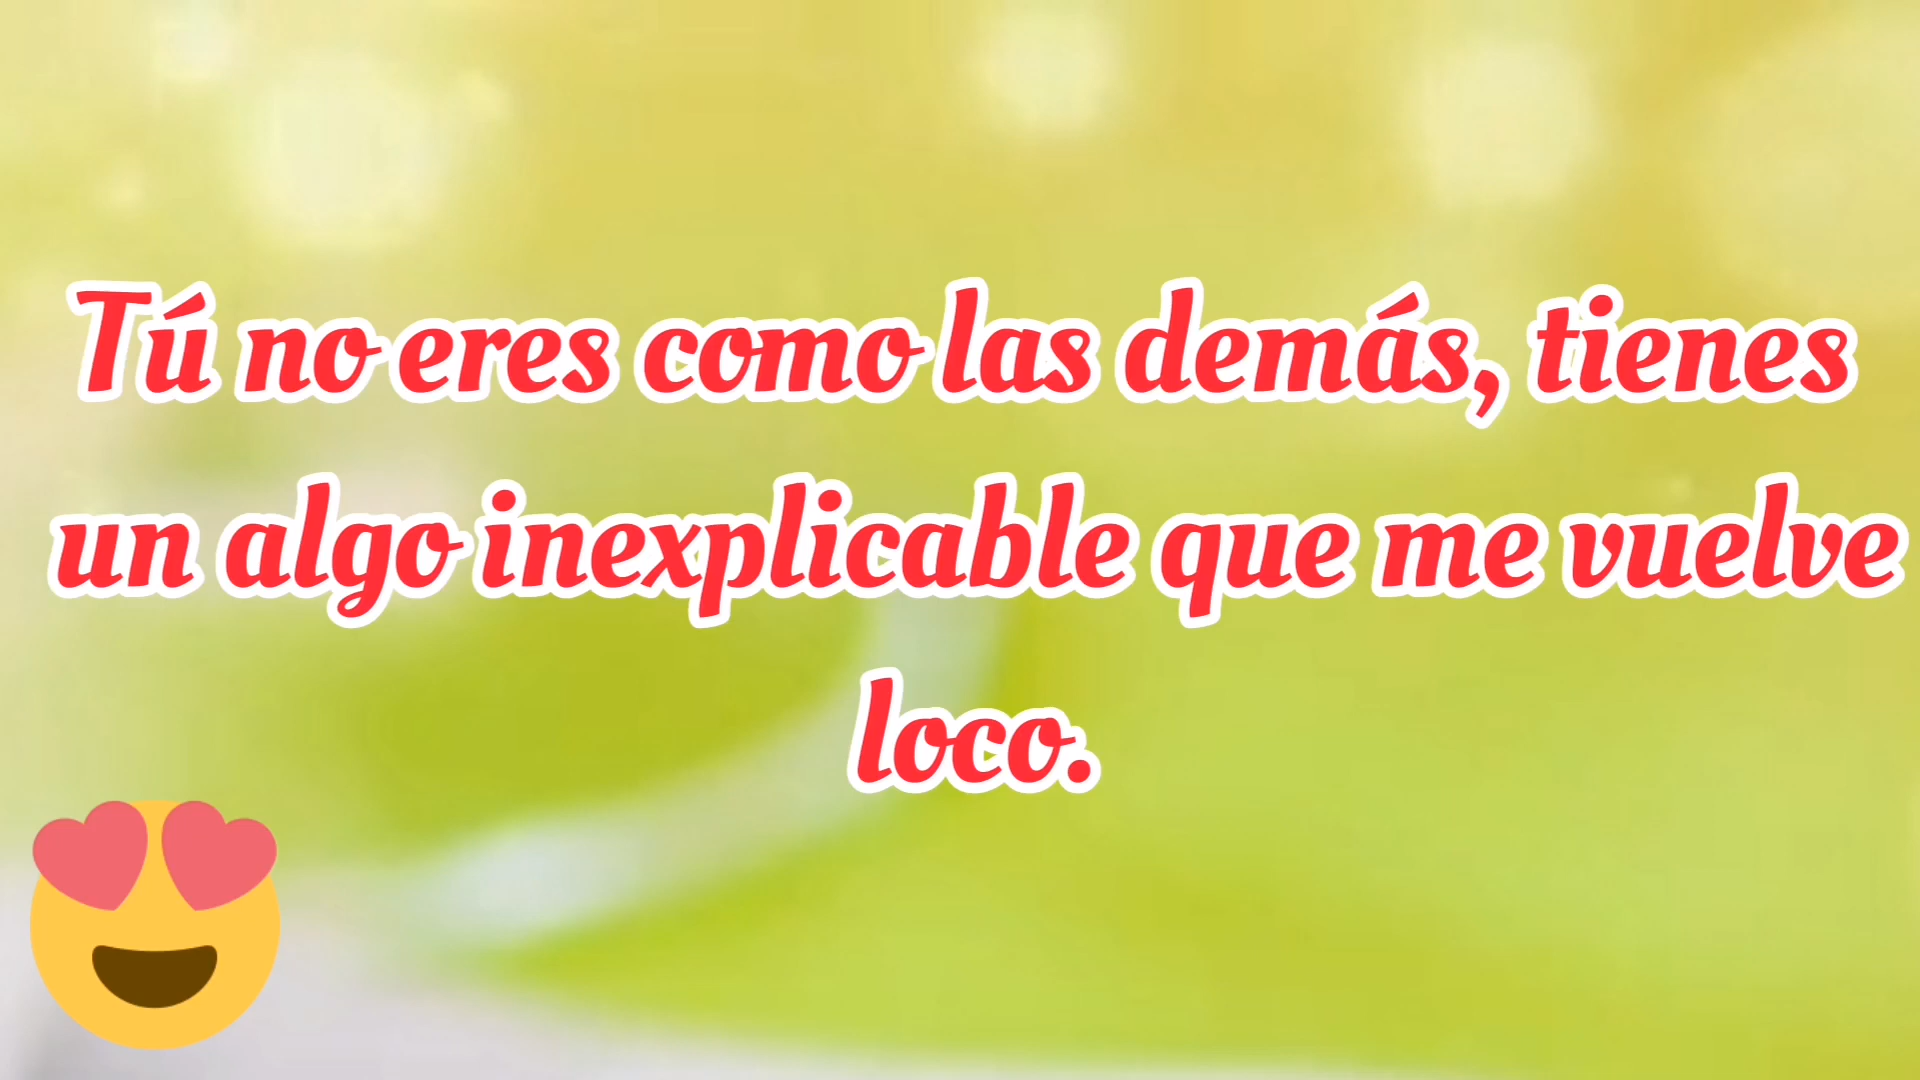 Tú no eres como las demás, tienes
un algo inexplicable que me vuelve
loco.